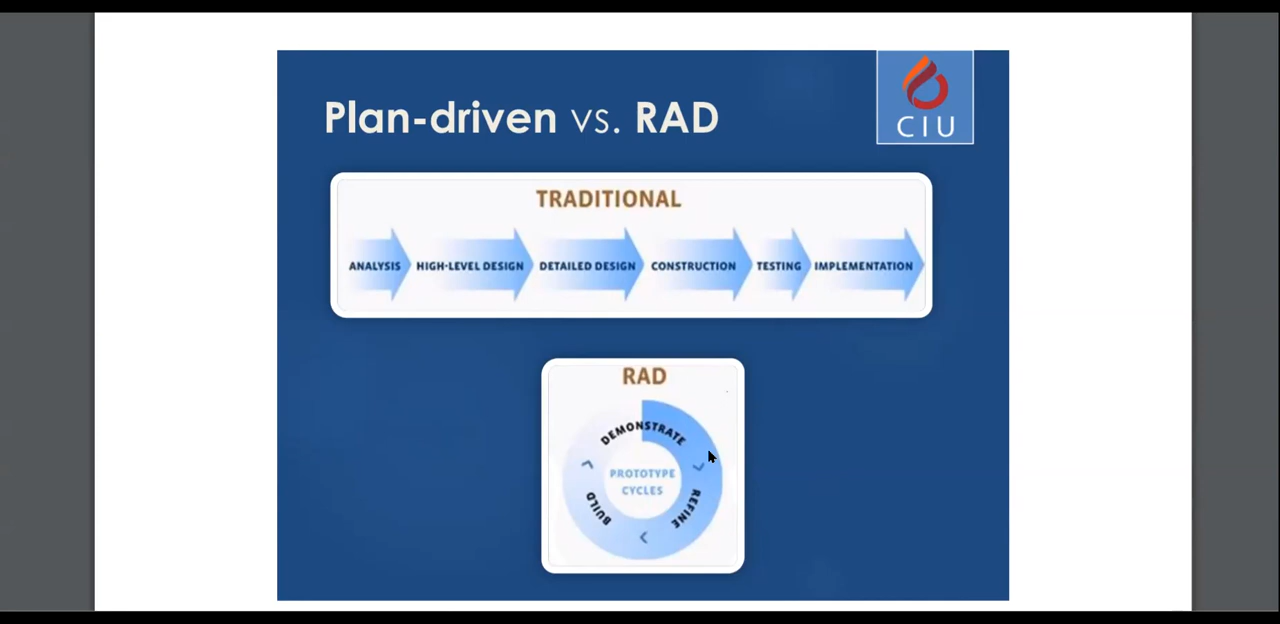 Plan-driven vs. RAD
CIU
TRADITIONAL
ANALYSIS
HIGH-LEVEL DESIGN
DETAILED DESIGN
CONSTRUCTION
TESTING
IMPLEMENTATION
RAD
DEMONSTRATE
PROTOTYPE
CYCLES
BUILD
REFINE